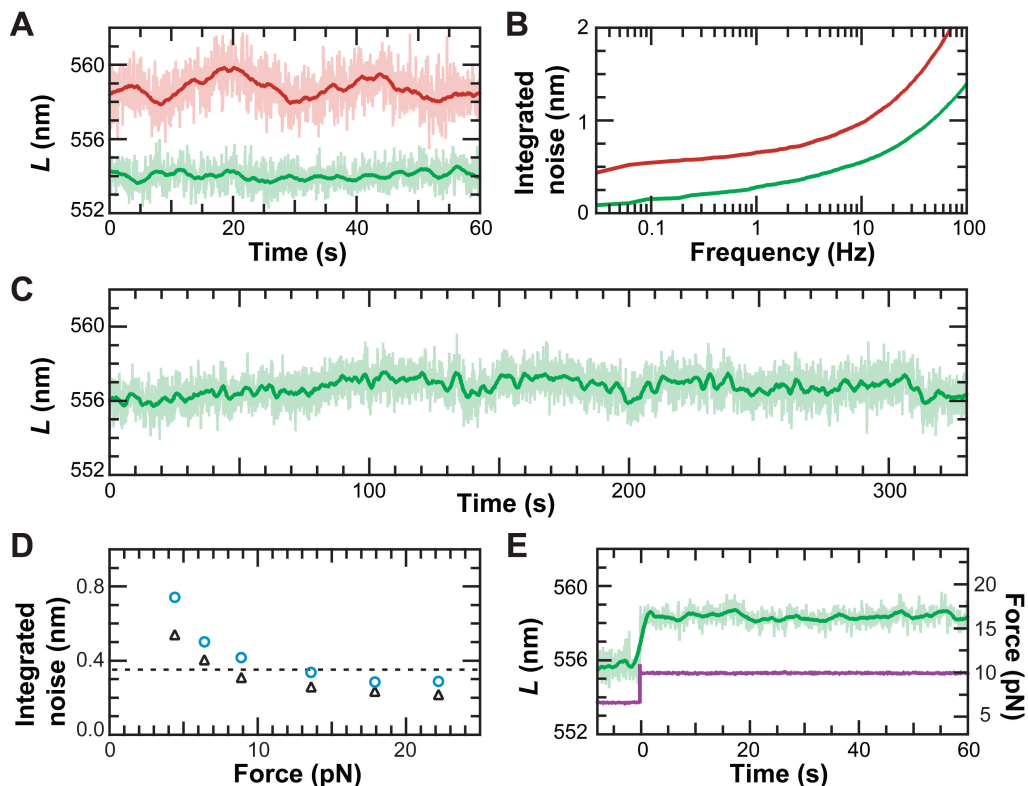 A
L (nm)
560
556
552
0
20
40
60
Time (s)
B
Integrated
noise (nm)
2
1
0
0.1
1
10
100
Frequency (Hz)
C
L (nm)
560
556
552
0
100
200
300
Time (s)
D
Integrated
noise (nm)
0.8
0.4
0.0
0
10
20
Force (pN)
E
L (nm)
560
556
552
0
20
40
60
Time (s)
20
15
10
5
Force (pN)